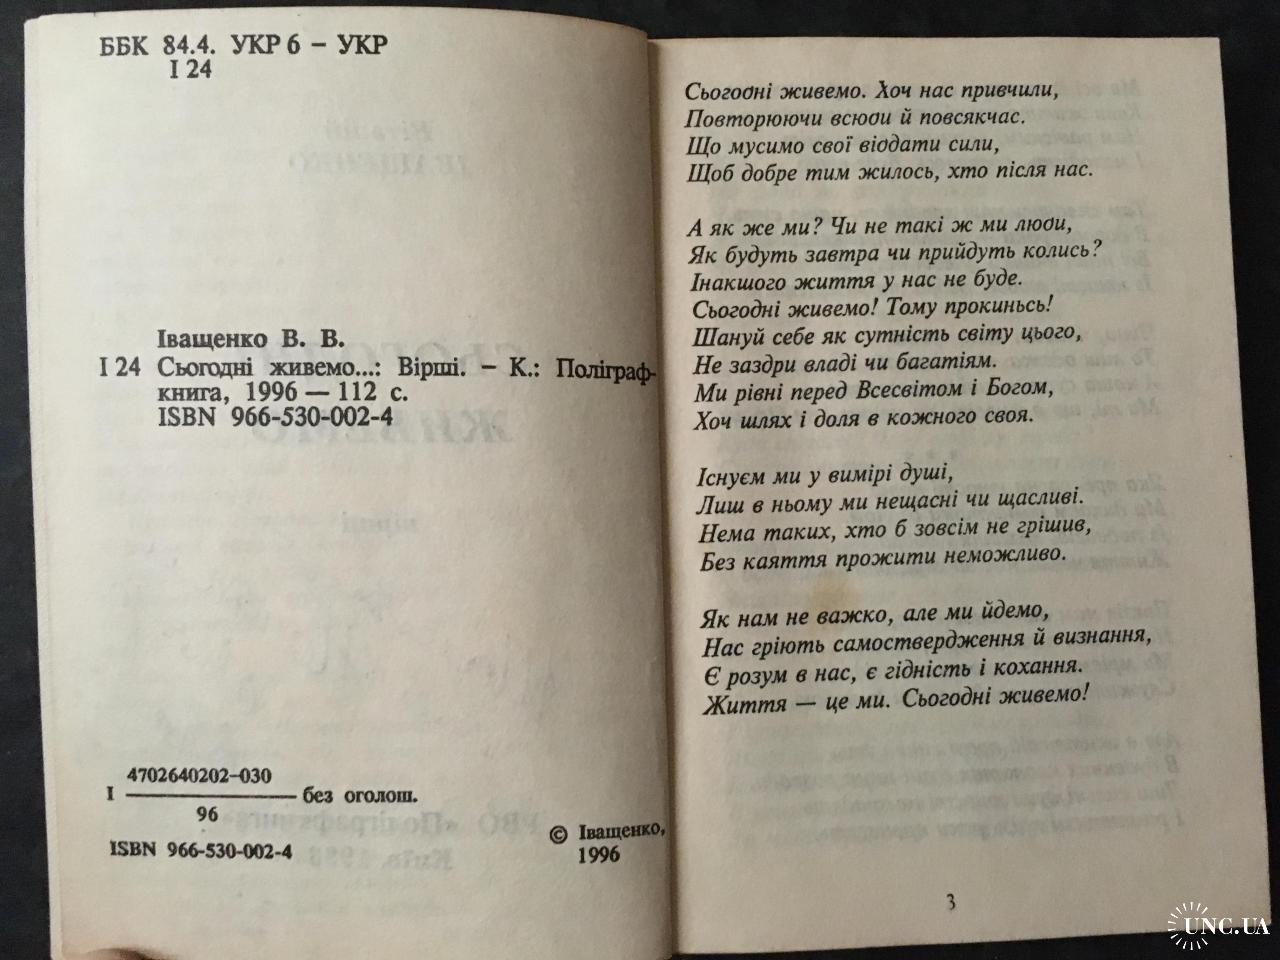 ББК 84.4. УКР 6 – УКР
І 24
Іващенко В. В.
І 24 Сьогодні живемо...: Вірші. – К.: Поліграф-
книга, 1996 — 112 с.
ISBN 966-530-002-4
4702640202–030
І ——— без оголош.
96
ISBN 966-530-002-4
© Іващенко,
1996
Сьогодні живемо. Хоч нас привчили,
Повторюючи всюди й повсякчас.
Що мусимо свої віддати сили,
Щоб добре тим жилось, хто після нас.
А як же ми? Чи не такі ж ми люди,
Як будуть завтра чи прийдуть колись?
Інакшого життя у нас не буде.
Сьогодні живемо! Тому прокиньсь!
Шануй себе як сутність світу цього,
Не заздри владі чи багатіям.
Ми рівні перед Всесвітом і Богом,
Хоч шлях і доля в кожного своя.
Існуєм ми у вимірі душі,
Лиш в ньому ми нещасні чи щасливі.
Нема таких, хто б зовсім не грішив,
Без каяття прожити неможливо.
Як нам не важко, але ми йдемо,
Нас гріють самоствердження й визнання,
Є розум в нас, є гідність і кохання.
Життя — це ми. Сьогодні живемо!
3
UNC.UA